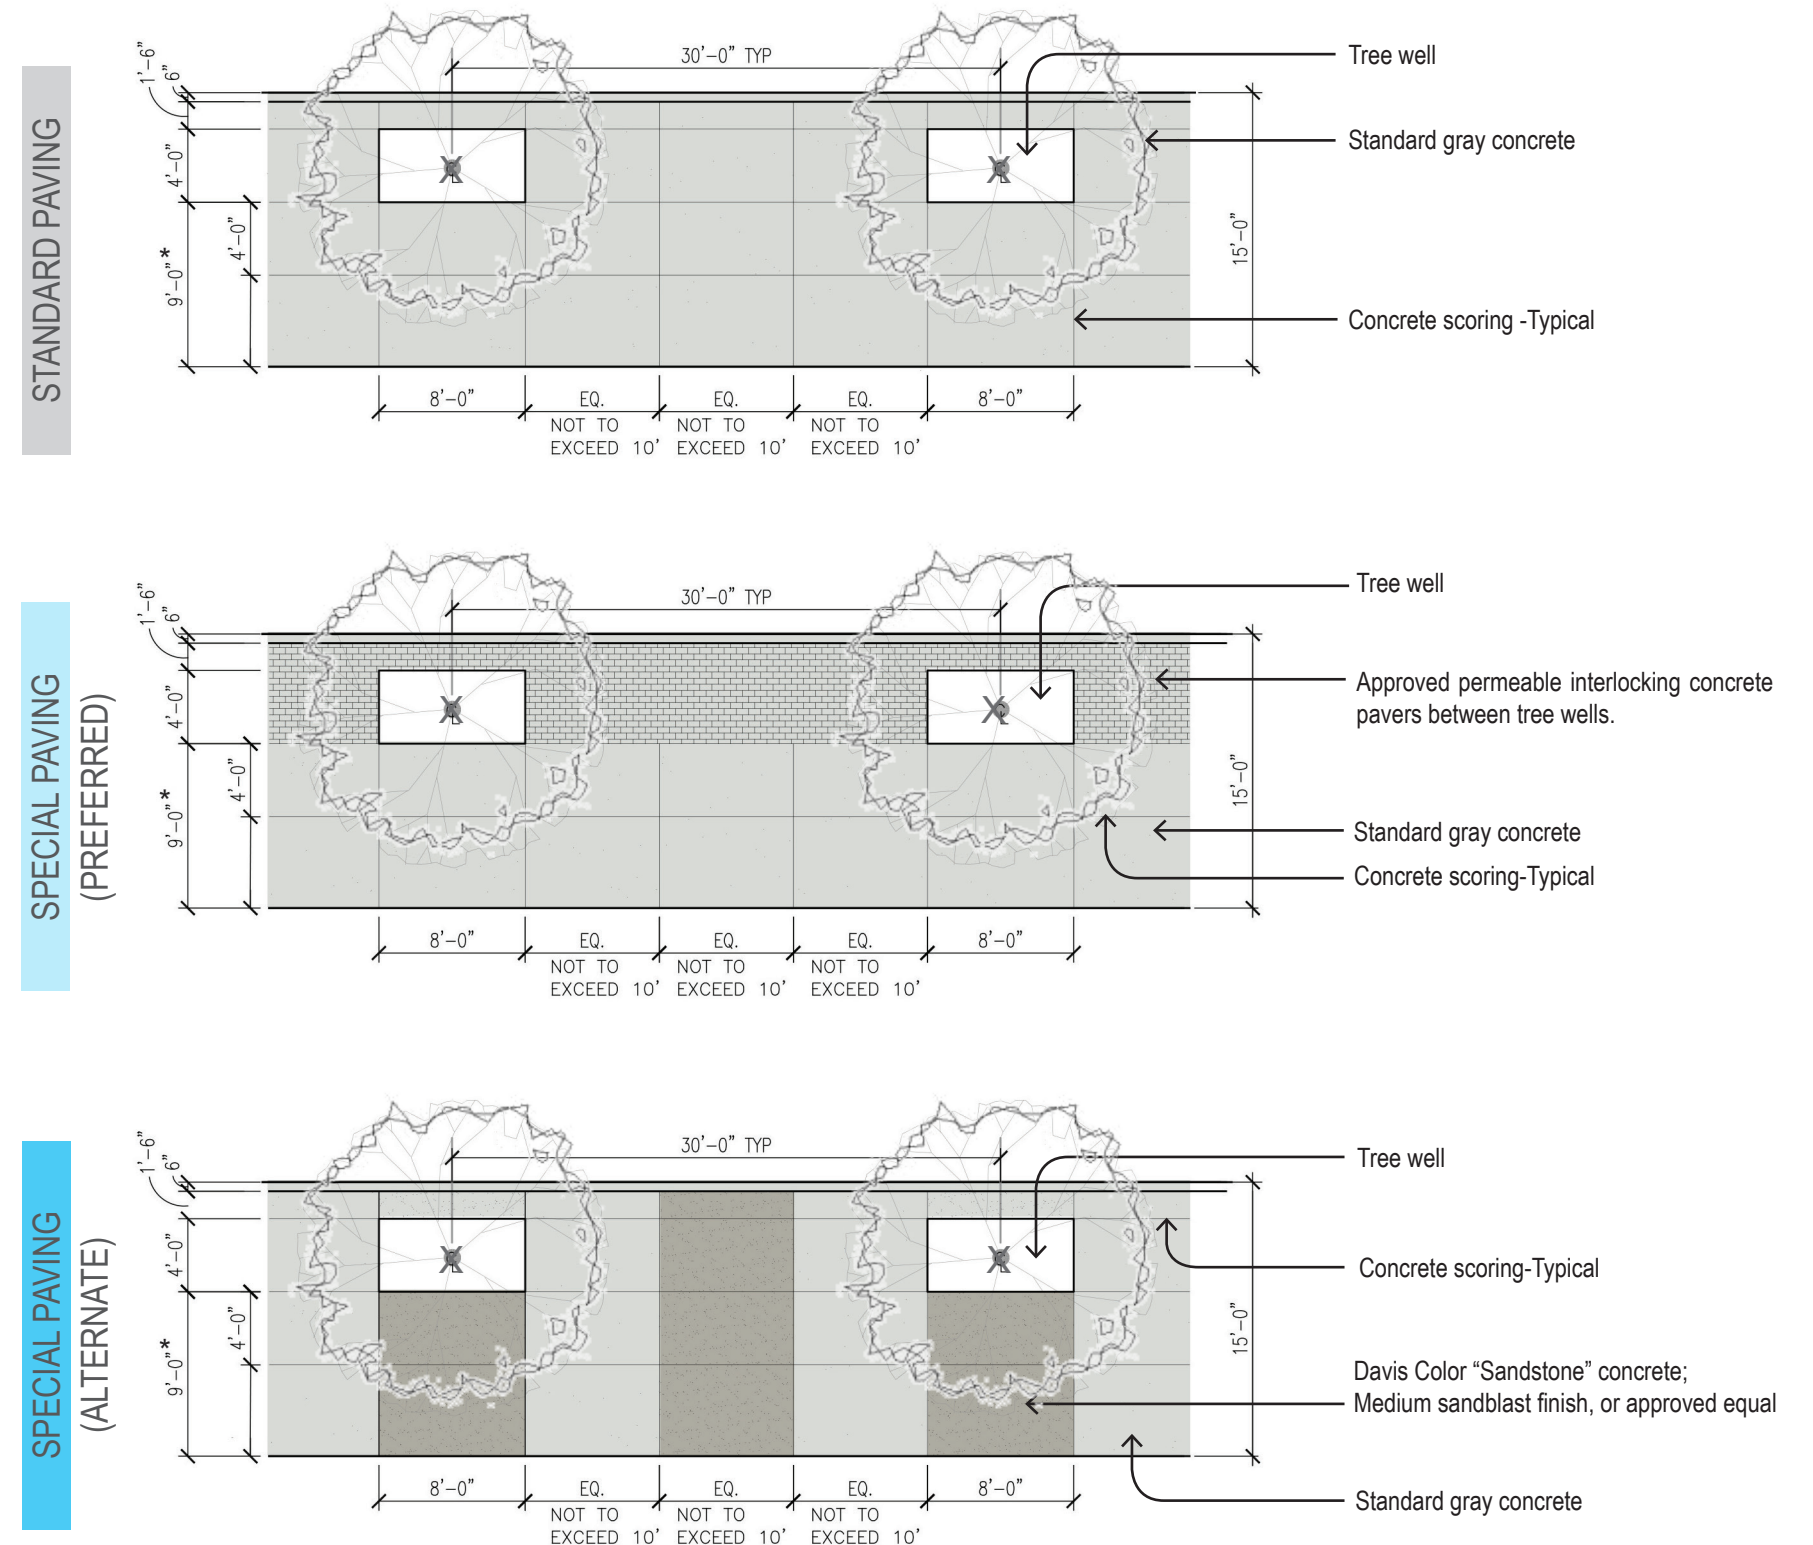 STANDARD PAVING
1'-6"
6"
4'-0"
9'-0"*
4'-0"
30'-0" TYP
15'-0"
8'-0"
EQ.
NOT TO
EXCEED 10'
EQ.
NOT TO
EXCEED 10'
EQ.
NOT TO
EXCEED 10'
8'-0"
Tree well
Standard gray concrete
Concrete scoring -Typical
SPECIAL PAVING
(PREFERRED)
1'-6"
6"
4'-0"
9'-0"*
4'-0"
30'-0" TYP
15'-0"
8'-0"
EQ.
NOT TO
EXCEED 10'
EQ.
NOT TO
EXCEED 10'
EQ.
NOT TO
EXCEED 10'
8'-0"
Tree well
Approved permeable interlocking concrete
pavers between tree wells.
Standard gray concrete
Concrete scoring-Typical
SPECIAL PAVING
(ALTERNATE)
1'-6"
6"
4'-0"
9'-0"*
4'-0"
30'-0" TYP
15'-0"
8'-0"
EQ.
NOT TO
EXCEED 10'
EQ.
NOT TO
EXCEED 10'
EQ.
NOT TO
EXCEED 10'
8'-0"
Tree well
Concrete scoring-Typical
Davis Color “Sandstone” concrete;
Medium sandblast finish, or approved equal
Standard gray concrete